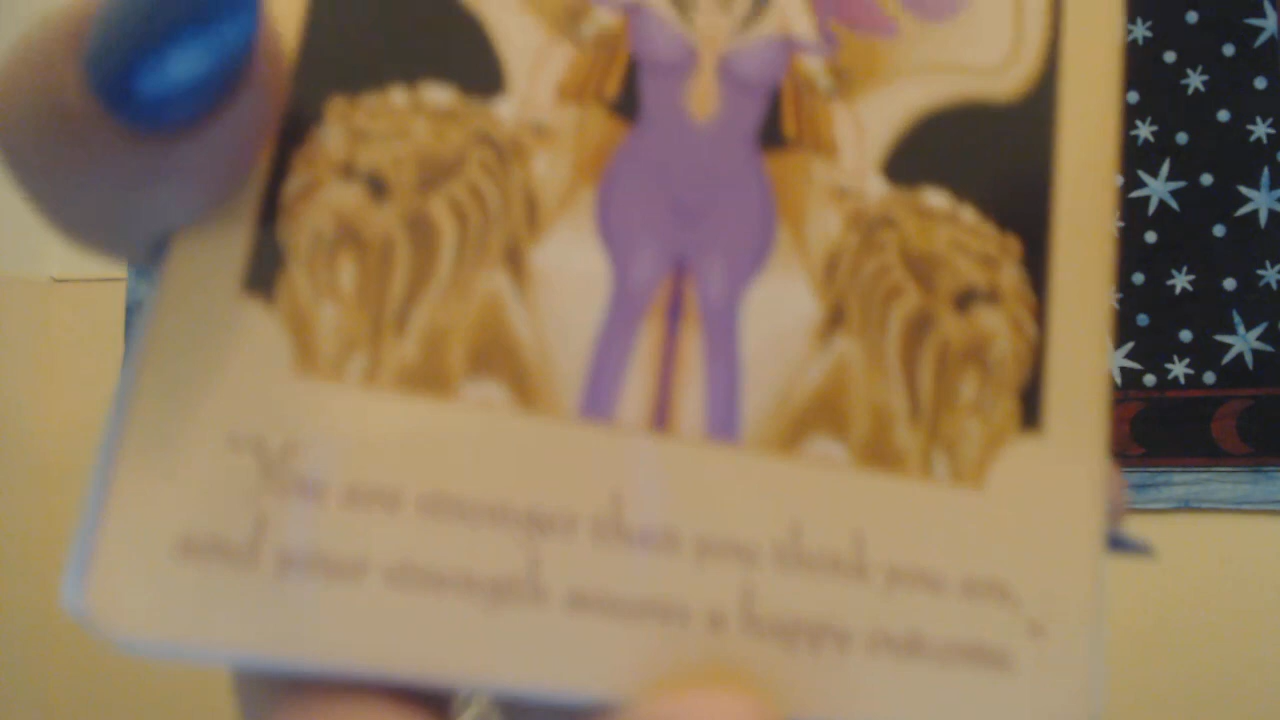 "You are stronger than you think you are,
and your strength assures a happy outcome."